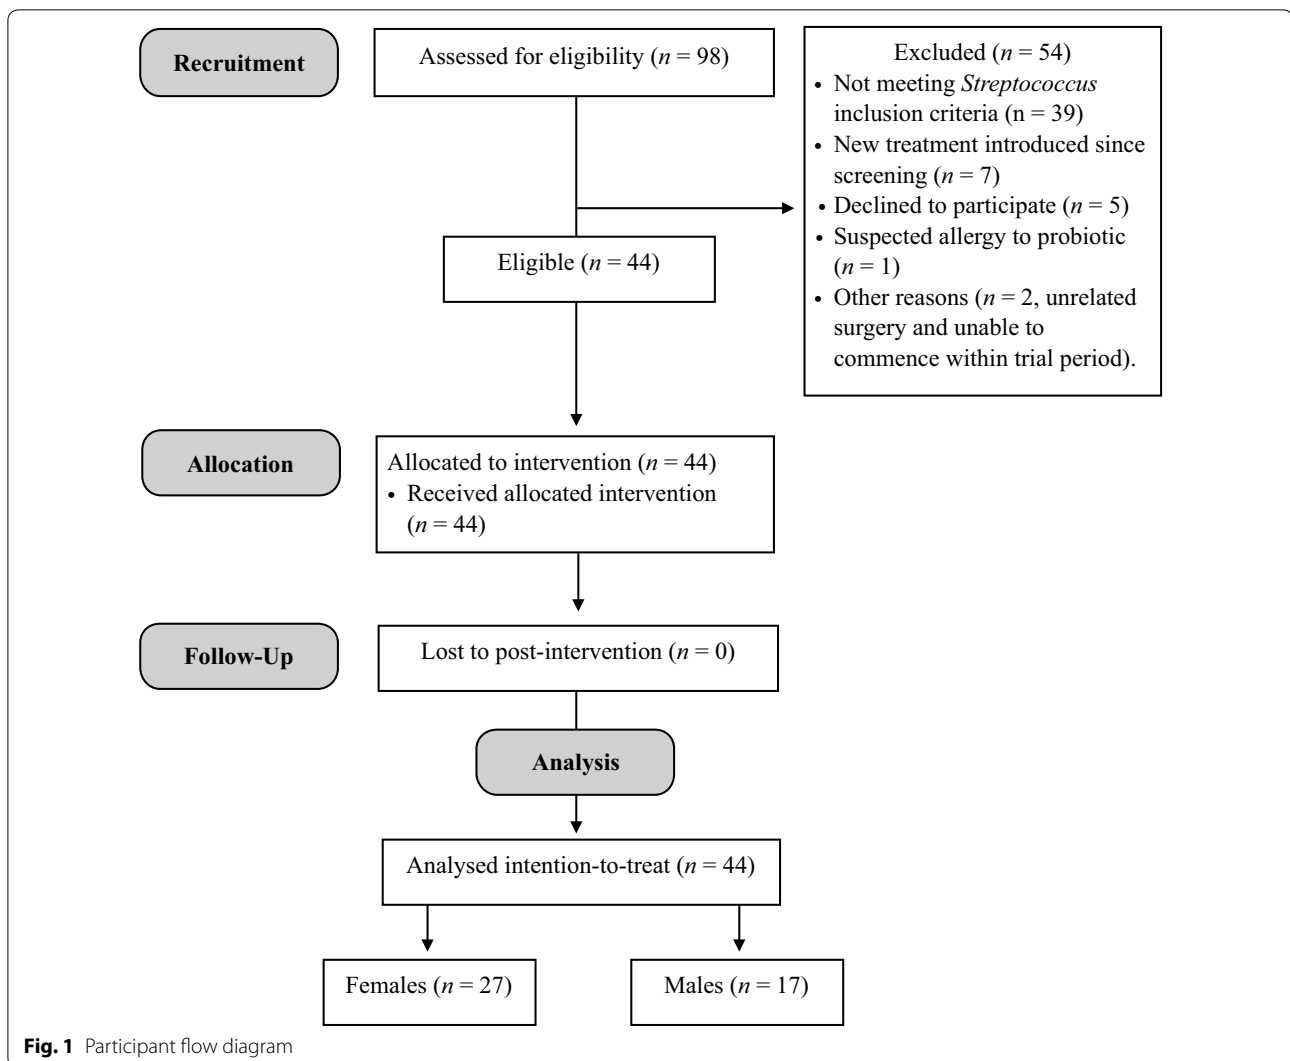 Recruitment
Assessed for eligibility (n = 98)
Excluded (n = 54)
• Not meeting Streptococcus
inclusion criteria (n = 39)
• New treatment introduced since
screening (n = 7)
• Declined to participate (n = 5)
• Suspected allergy to probiotic
(n = 1)
• Other reasons (n = 2, unrelated
surgery and unable to
commence within trial period).
Eligible (n = 44)
Allocation
Allocated to intervention (n = 44)
• Received allocated intervention
(n = 44)
Follow-Up
Lost to post-intervention (n = 0)
Analysis
Analysed intention-to-treat (n = 44)
Females (n = 27)
Males (n = 17)
Fig. 1 Participant flow diagram